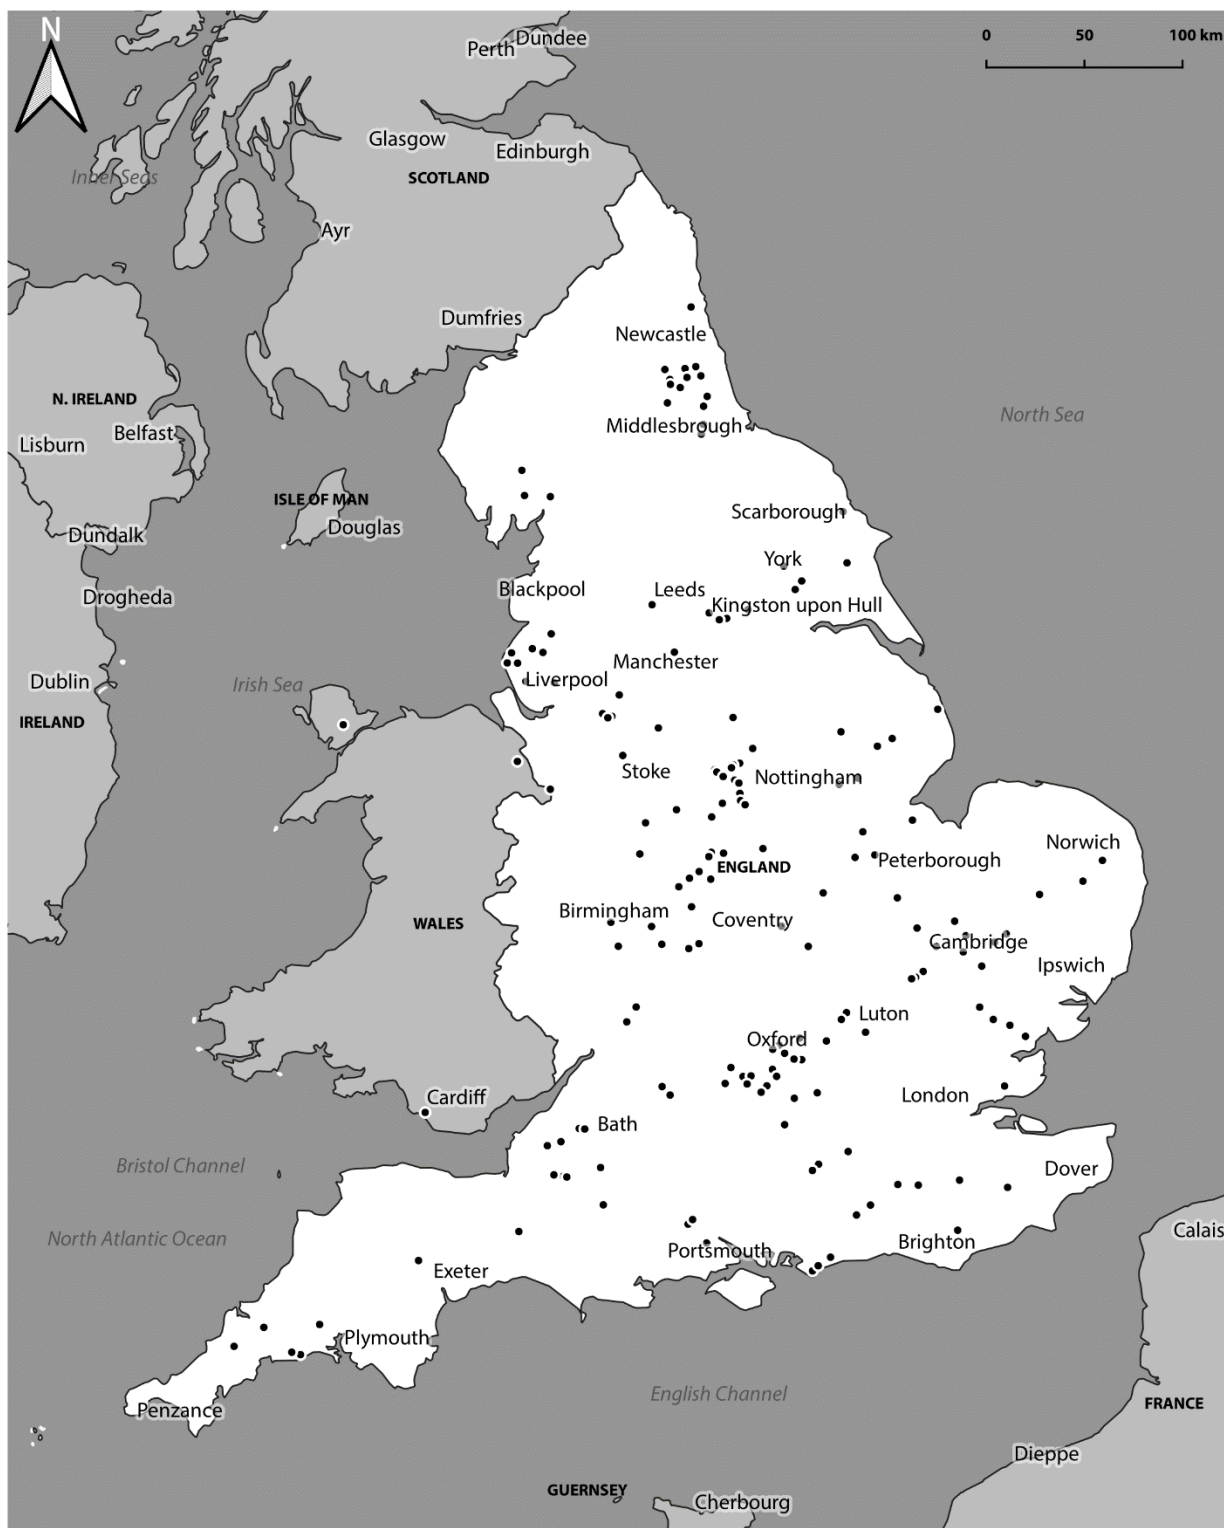 N
0 50 100 km
Dundee
Perth
Glasgow
Edinburgh
SCOTLAND
Inner Seas
Ayr
Dumfries
Newcastle
N. IRELAND
North Sea
Middlesbrough
Belfast
Lisburn
ISLE OF MAN
Scarborough
Douglas
Dundalk
York
Blackpool
Leeds
Drogheda
Kingston upon Hull
Manchester
Liverpool
Dublin
Irish Sea
IRELAND
Stoke
Nottingham
Norwich
Peterborough
ENGLAND
Birmingham
Coventry
WALES
Cambridge
Ipswich
Luton
Oxford
London
Cardiff
Bath
Bristol Channel
Dover
Calais
North Atlantic Ocean
Brighton
Portsmouth
Exeter
Plymouth
English Channel
FRANCE
Penzance
Dieppe
GUERNSEY
Cherbourg